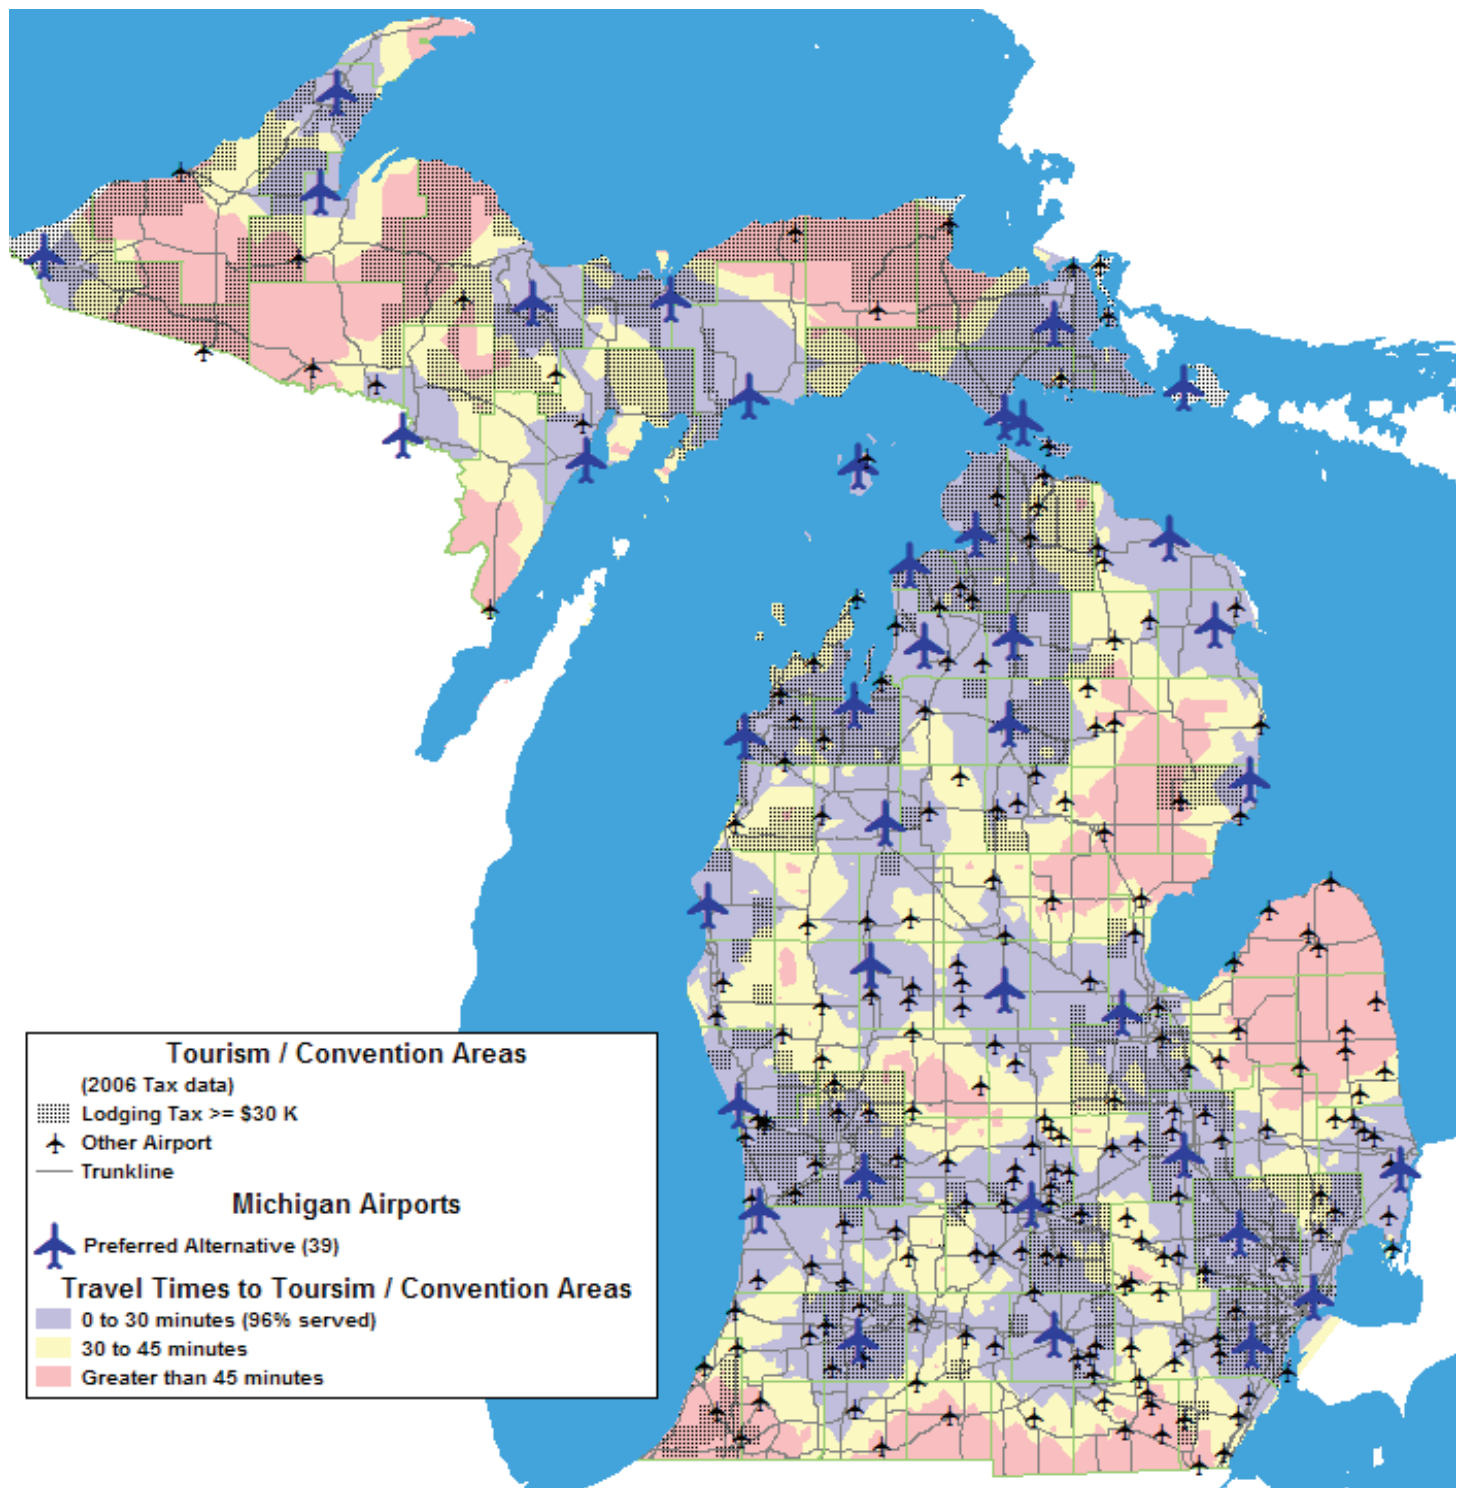 Tourism / Convention Areas
(2006 Tax data)
Lodging Tax >= $30 K
Other Airport
Trunkline
Michigan Airports
Preferred Alternative (39)
Travel Times to Toursim / Convention Areas
0 to 30 minutes (96% served)
30 to 45 minutes
Greater than 45 minutes